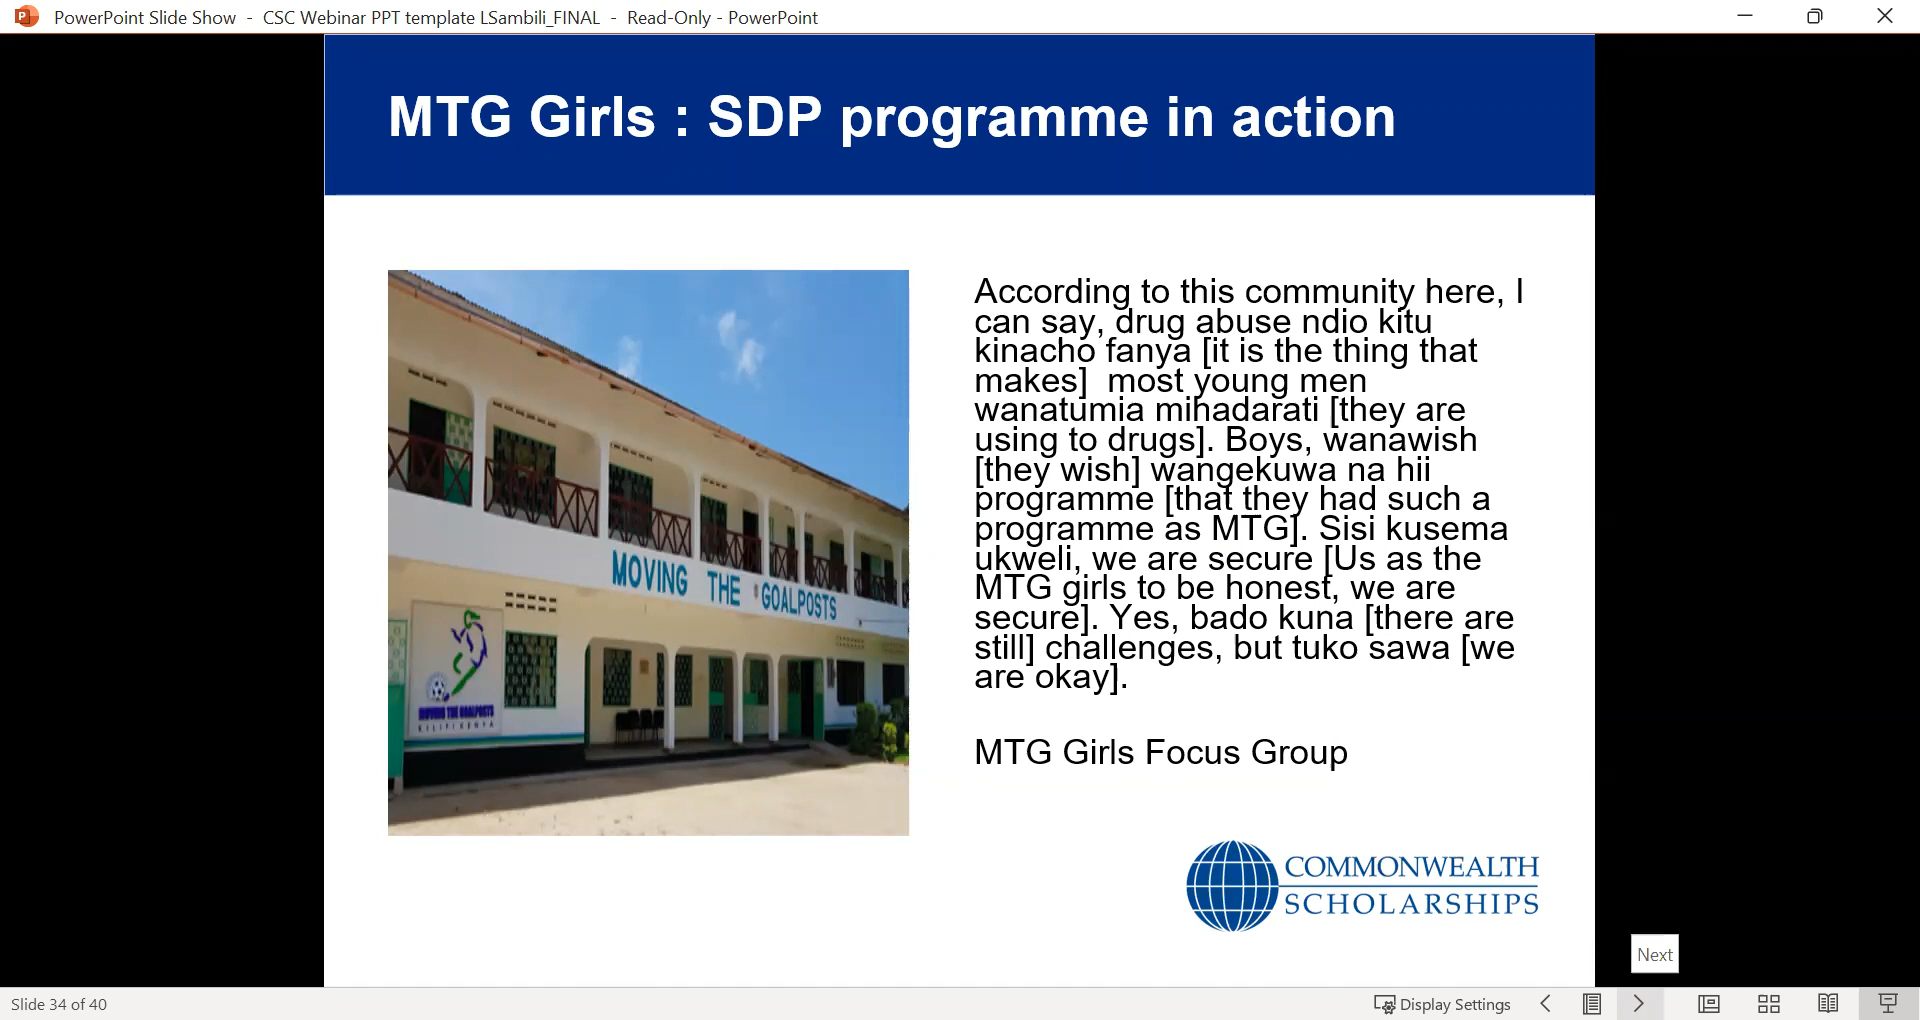 PowerPoint Slide Show - CSC Webinar PPT template LSambili_FINAL - Read-Only - PowerPoint
MTG Girls : SDP programme in action
MOVING THE GOALPOSTS
MOVING THE GOALPOSTS
KILIFI KENYA
According to this community here, I
can say, drug abuse ndio kitu
kinacho fanya [it is the thing that
makes]  most young men
wanatumia mihadarati [they are
using to drugs]. Boys, wanawish
[they wish] wangekuwa na hii
programme [that they had such a
programme as MTG]. Sisi kusema
ukweli, we are secure [Us as the
MTG girls to be honest, we are
secure]. Yes, bado kuna [there are
still] challenges, but tuko sawa [we
are okay].
MTG Girls Focus Group
COMMONWEALTH
SCHOLARSHIPS
Next
Slide 34 of 40
Display Settings